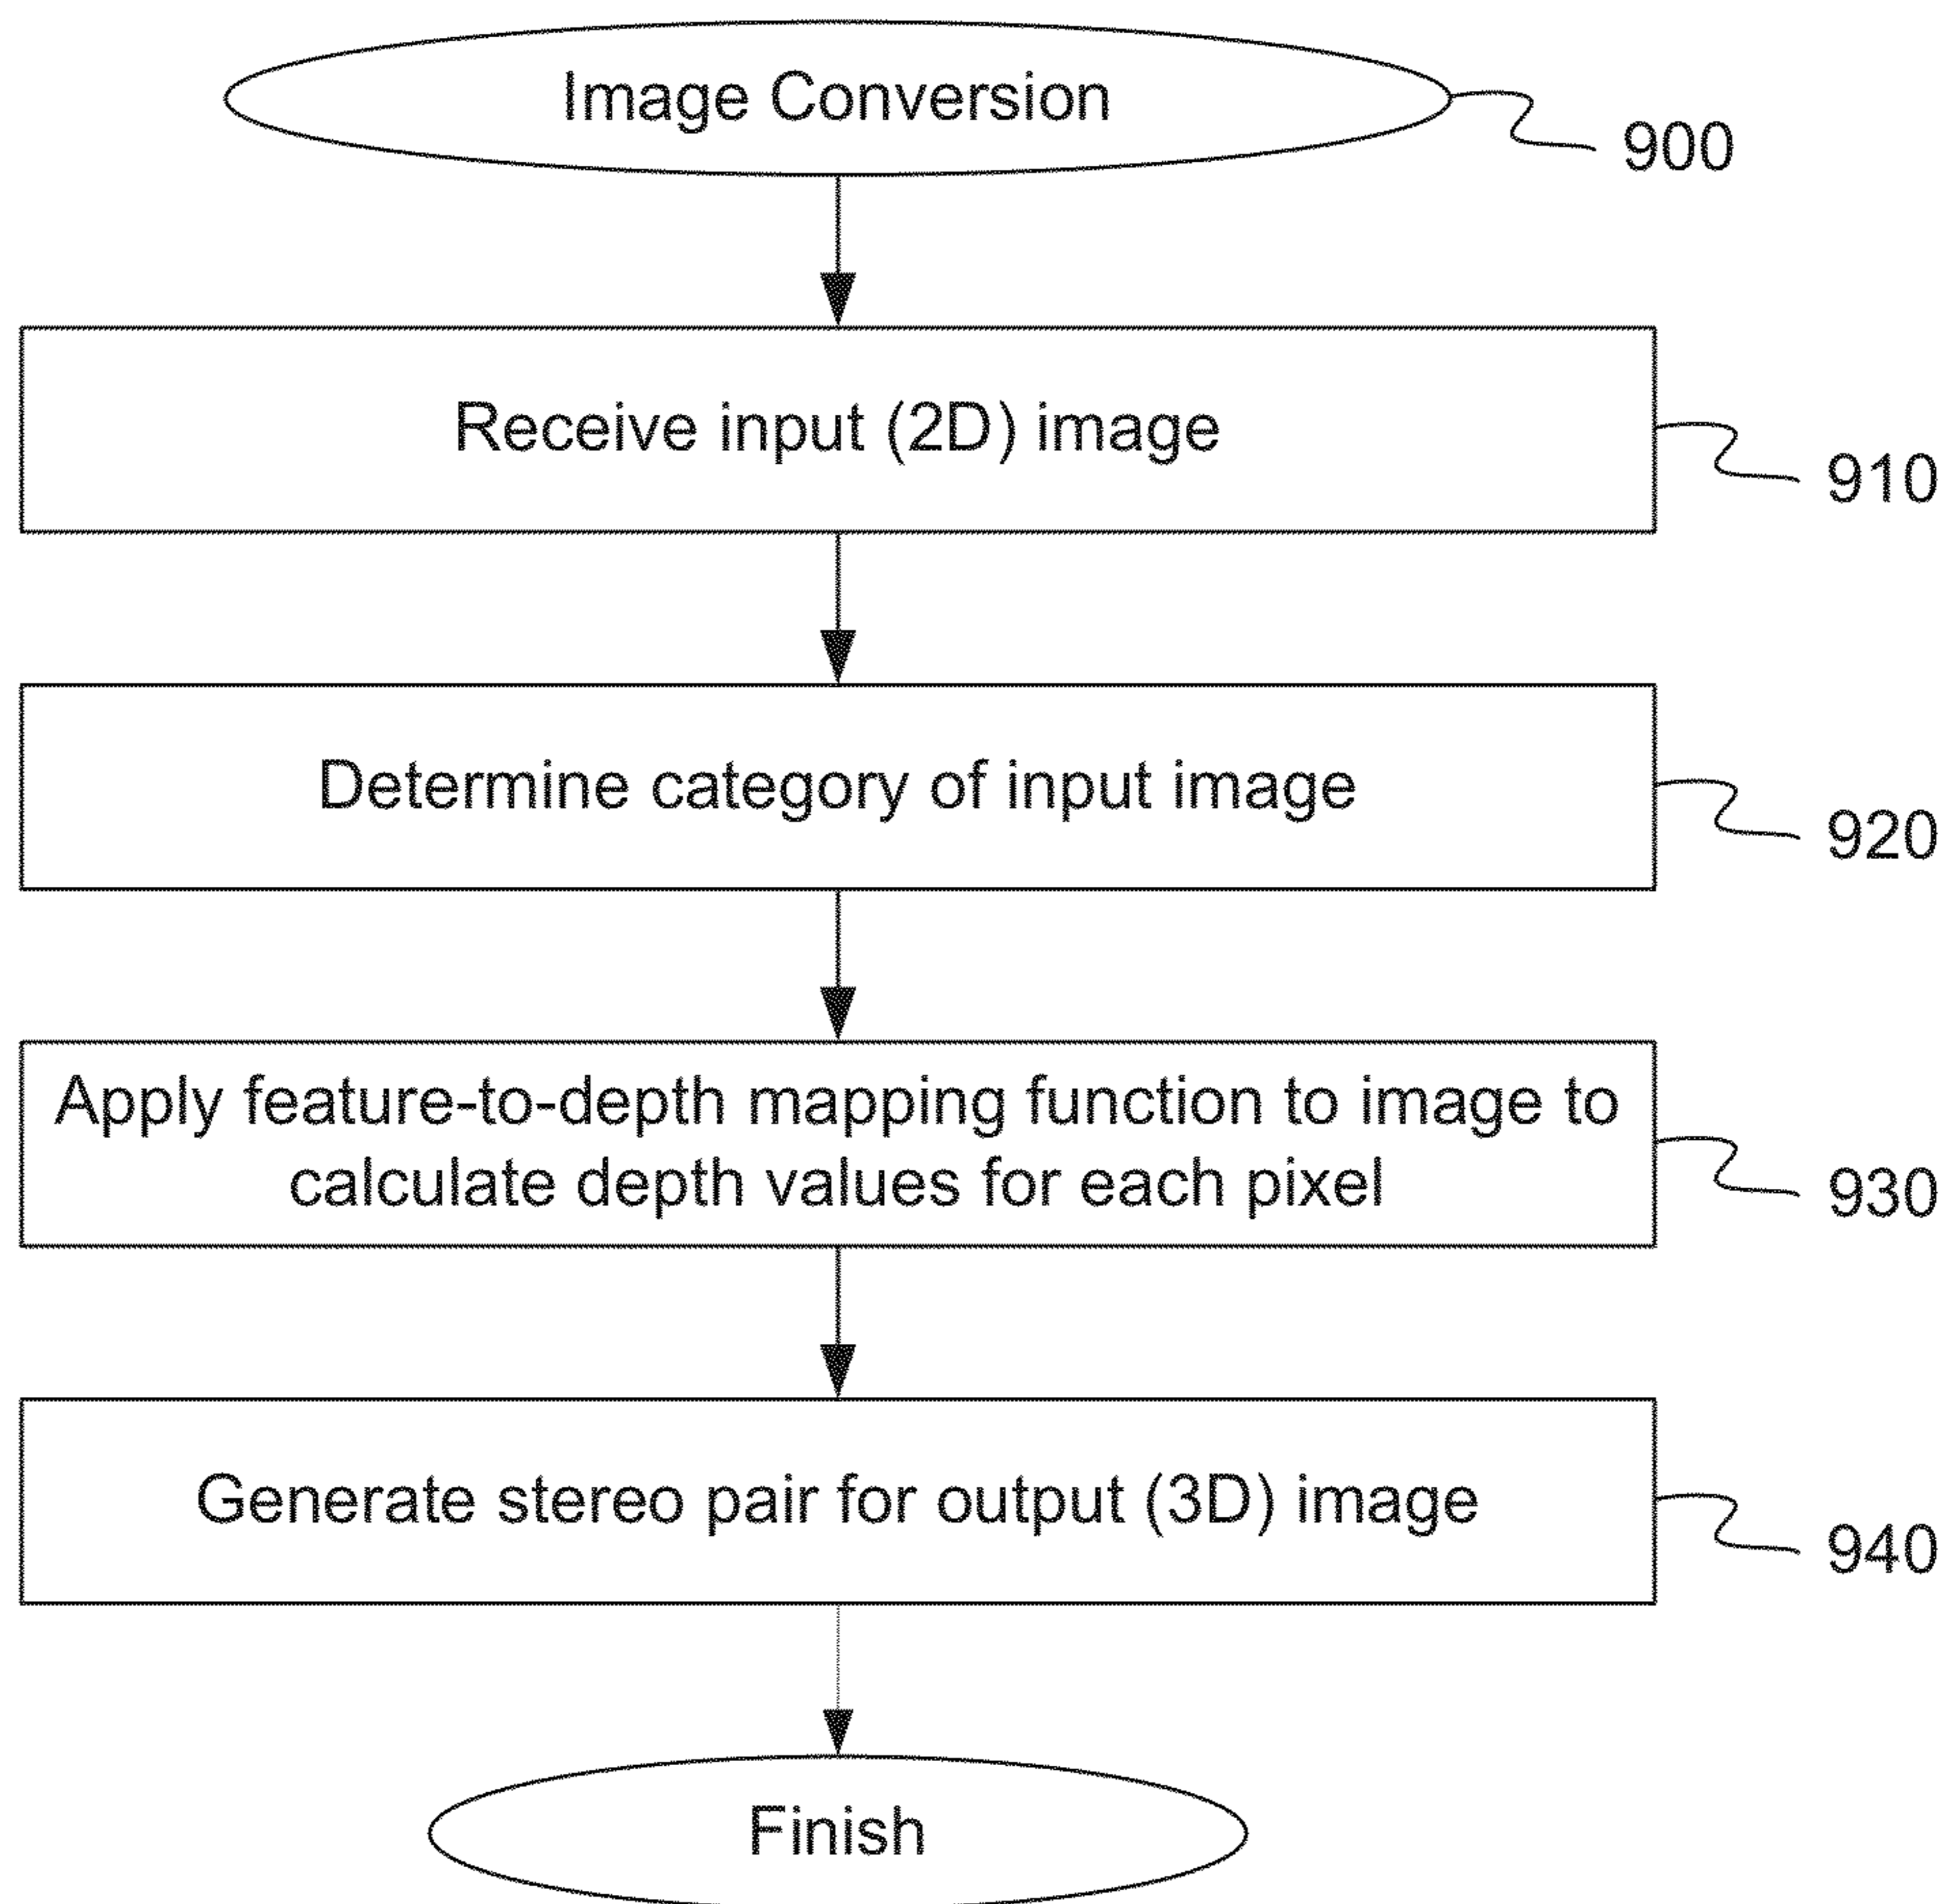 Image Conversion
900
Receive input (2D) image
910
Determine category of input image
920
Apply feature-to-depth mapping function to image to
calculate depth values for each pixel
930
Generate stereo pair for output (3D) image
940
Finish